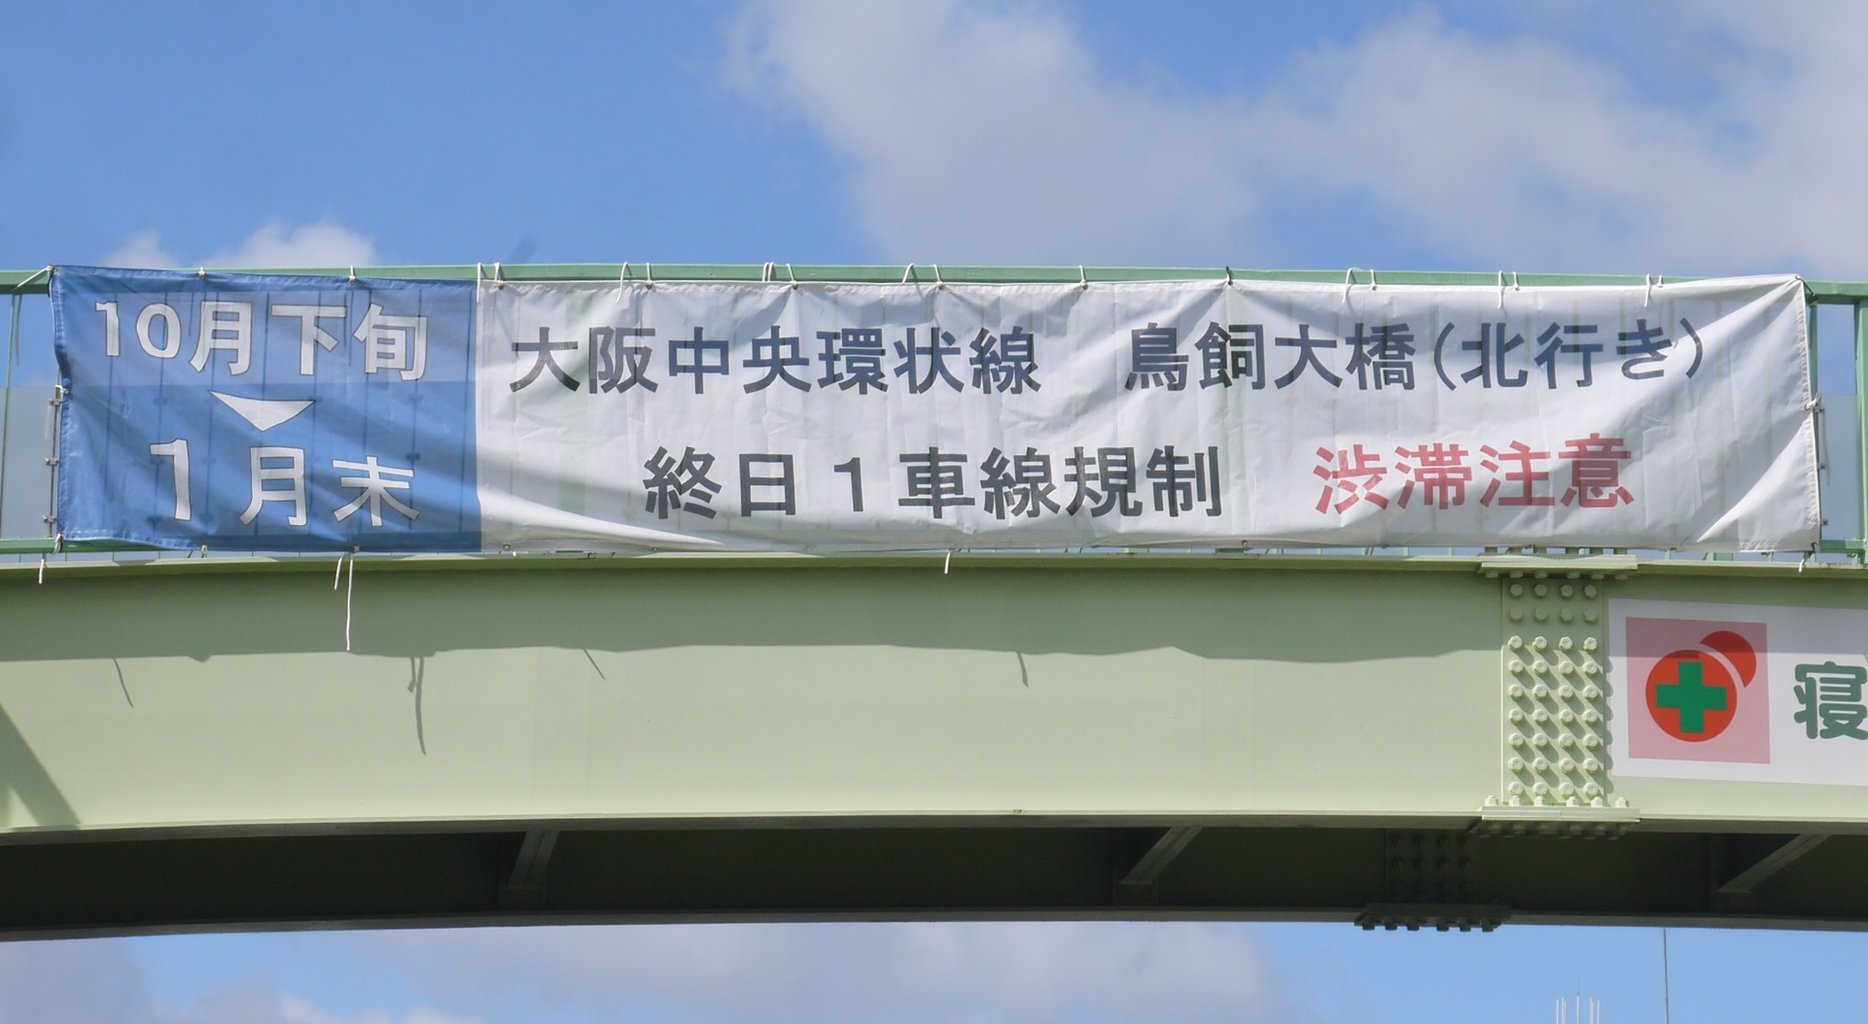 10月下旬
1月末
大阪中央環状線　鳥飼大橋(北行き)
終日1車線規制　渋滞注意
寝